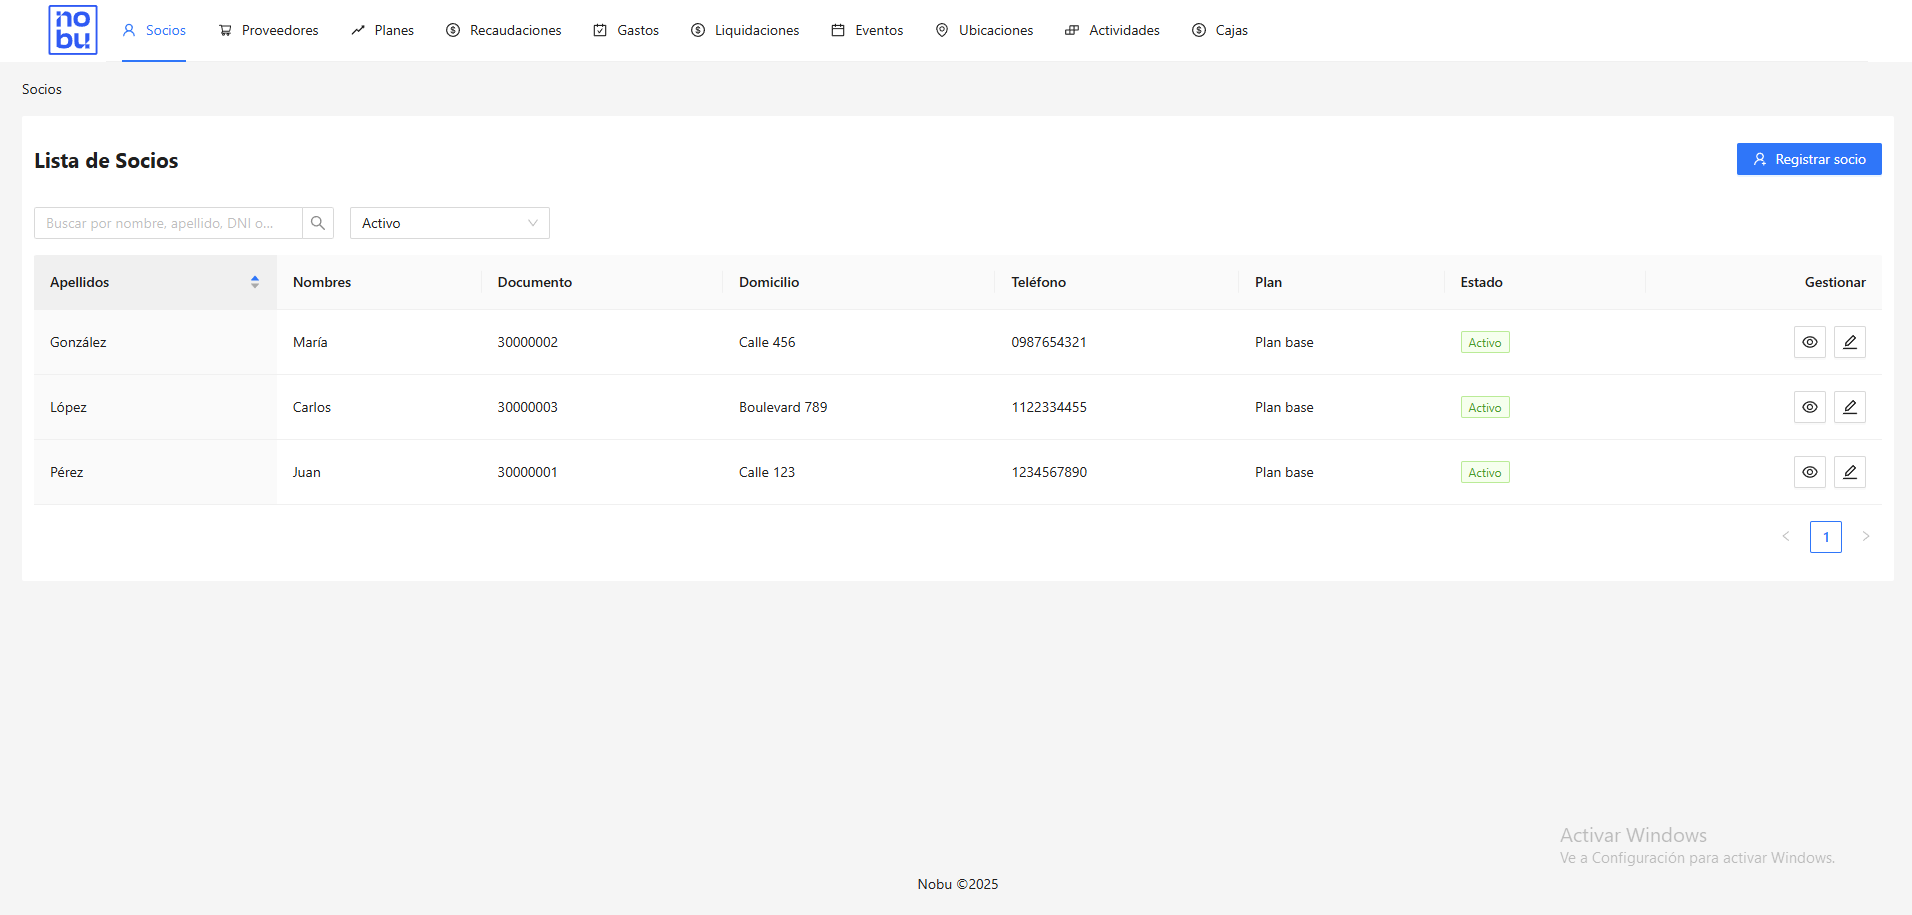 nobu Socios Proveedores Planes Recaudaciones Gastos Liquidaciones Eventos Ubicaciones Actividades Cajas
Socios
Lista de Socios
Registrar socio
Buscar por nombre, apellido, DNI o... Activo
Apellidos Nombres Documento Domicilio Teléfono Plan Estado Gestionar
González María 30000002 Calle 456 0987654321 Plan base Activo
López Carlos 30000003 Boulevard 789 1122334455 Plan base Activo
Pérez Juan 30000001 Calle 123 1234567890 Plan base Activo
< 1 >
Activar Windows
Ve a Configuración para activar Windows.
Nobu ©2025